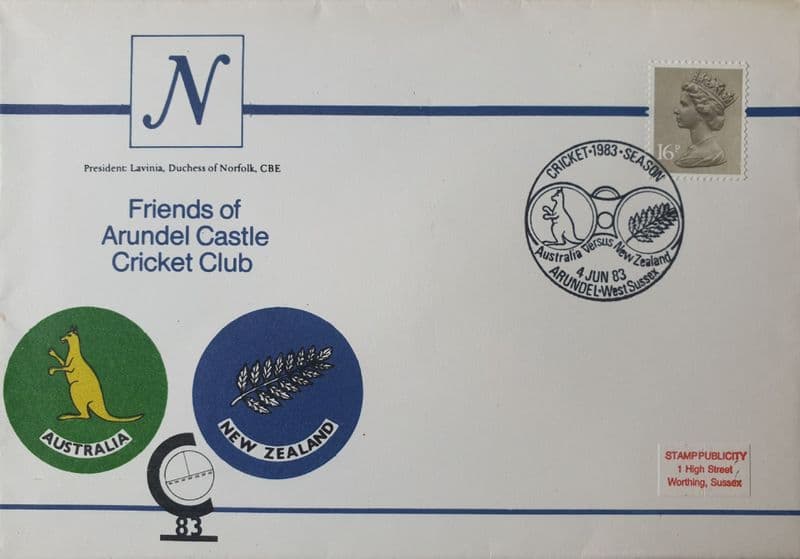 N
President: Lavinia, Duchess of Norfolk, CBE
Friends of
Arundel Castle
Cricket Club
16P
CRICKET·1983·SEASON
Australia versus New Zealand
4 JUN 83
ARUNDEL·West Sussex
AUSTRALIA
NEW ZEALAND
C
83
STAMP PUBLICITY
1 High Street
Worthing, Sussex